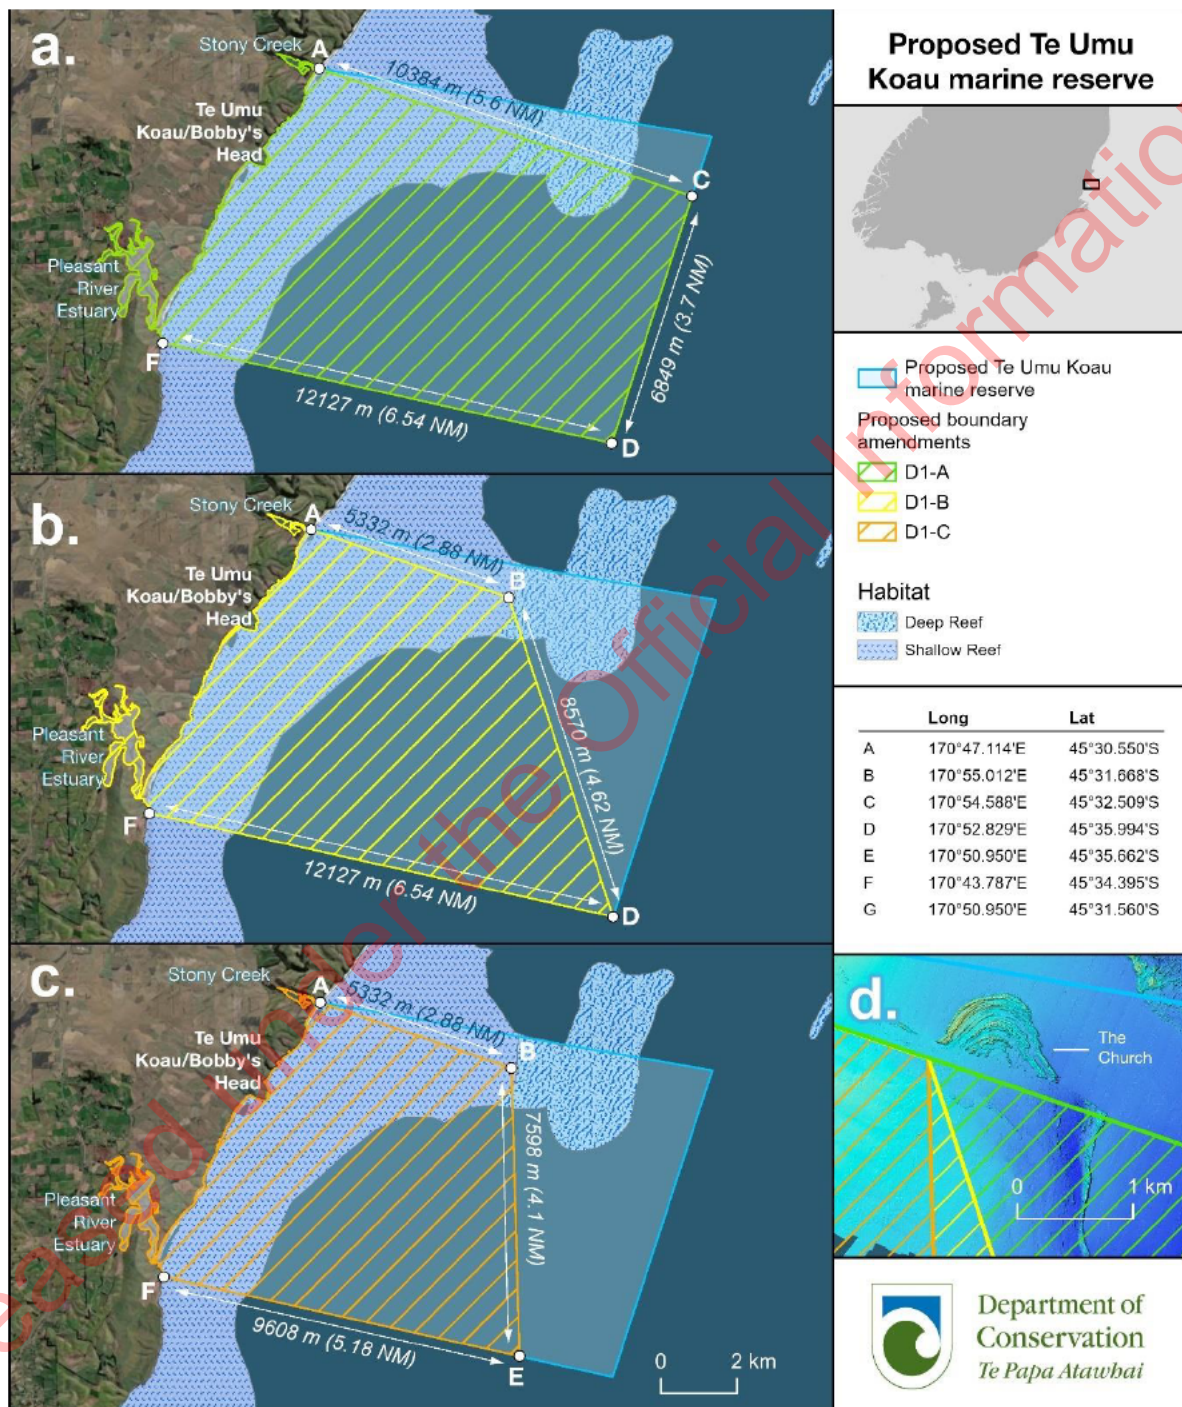 a.
Stony Creek
A
10384 m (5.6 NM)
Te Umu
Koau/Bobby's
Head
C
Pleasant
River
Estuary
6849 m (3.7 NM)
F
12127 m (6.54 NM)
D
b.
Stony Creek
A
5332 m (2.88 NM)
Te Umu
Koau/Bobby's
Head
B
Pleasant
River
Estuary
8570 m (4.62 NM)
F
12127 m (6.54 NM)
D
c.
Stony Creek
A
5332 m (2.88 NM)
Te Umu
Koau/Bobby's
Head
B
7598 m (4.1 NM)
Pleasant
River
Estuary
F
9608 m (5.18 NM)
E
0 2 km
Proposed Te Umu
Koau marine reserve
Proposed Te Umu Koau
marine reserve
Proposed boundary
amendments
D1-A
D1-B
D1-C
Habitat
Deep Reef
Shallow Reef
Long Lat
A 170°47.114'E 45°30.550'S
B 170°55.012'E 45°31.668'S
C 170°54.588'E 45°32.509'S
D 170°52.829'E 45°35.994'S
E 170°50.950'E 45°35.662'S
F 170°43.787'E 45°34.395'S
G 170°50.950'E 45°31.560'S
d.
The
Church
0 1 km
Department of
Conservation
Te Papa Atawhai
the Official Information